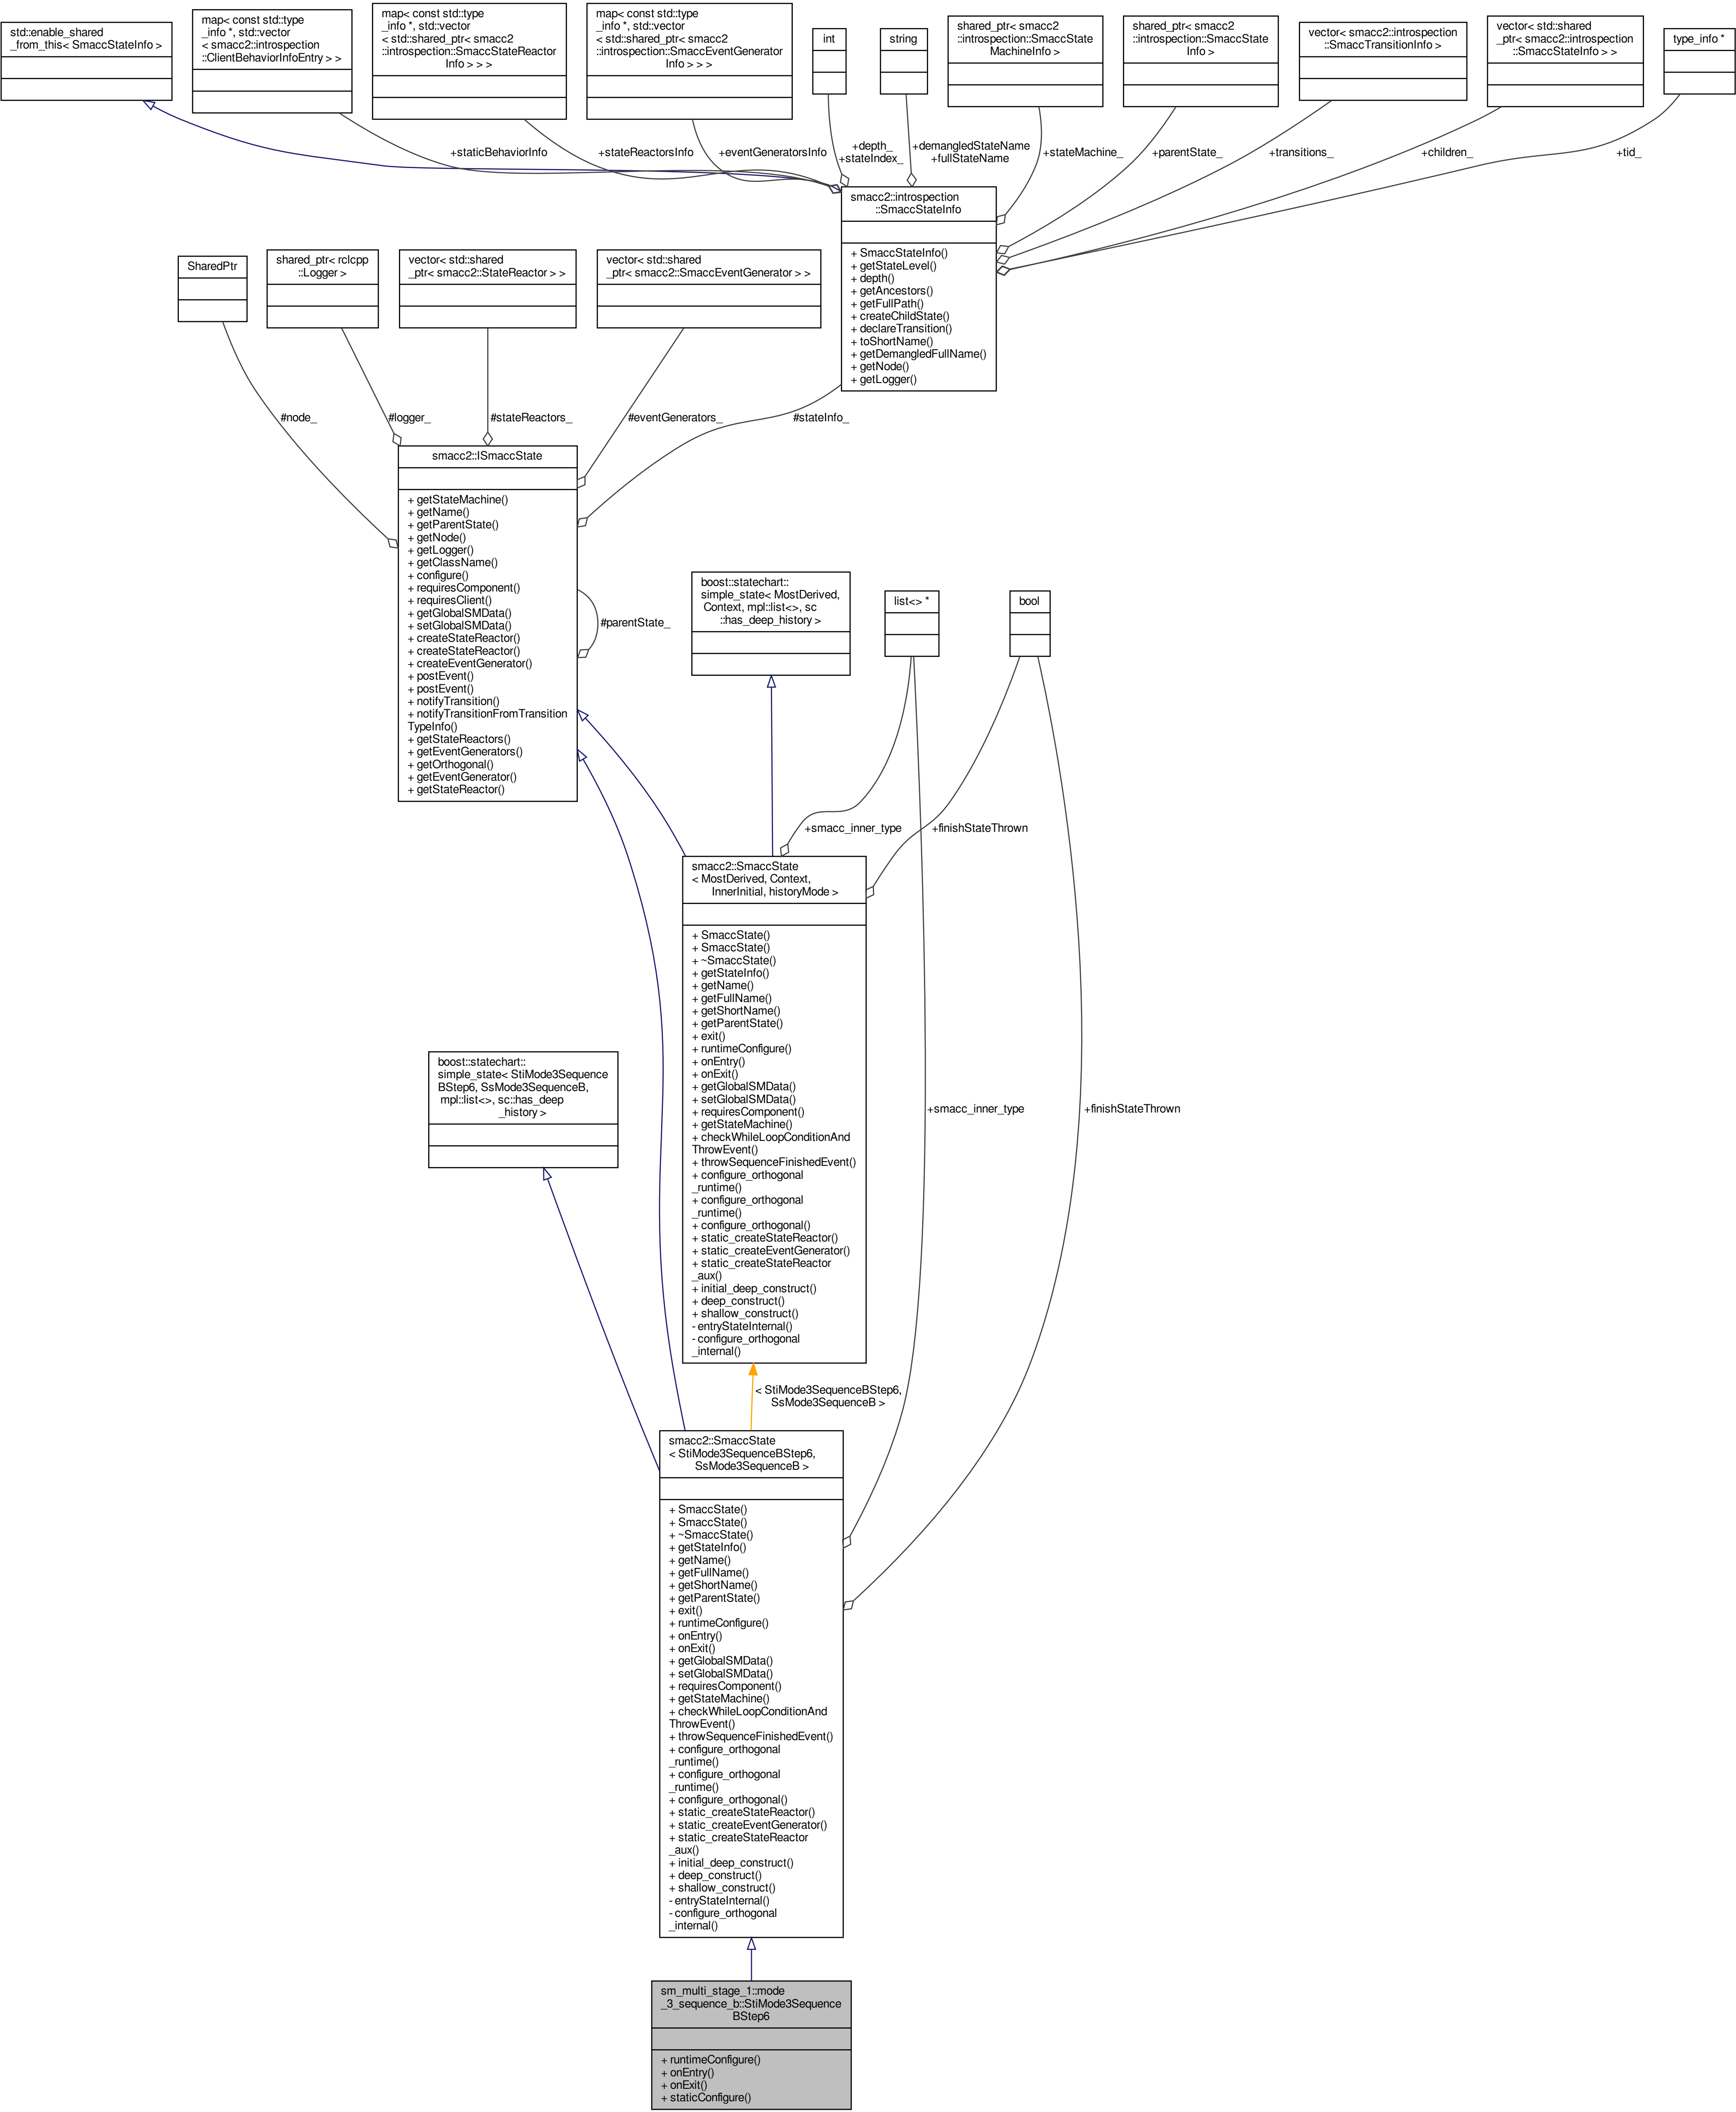 std::enable_shared
_from_this< SmaccStateInfo >
map< const std::type
_info *, std::vector
< smacc2::introspection
::ClientBehaviorInfoEntry > >
map< const std::type
_info *, std::vector
< std::shared_ptr< smacc2
::introspection::SmaccStateReactor
Info > > >
map< const std::type
_info *, std::vector
< std::shared_ptr< smacc2
::introspection::SmaccEventGenerator
Info > > >
int
string
shared_ptr< smacc2
::introspection::SmaccState
MachineInfo >
shared_ptr< smacc2
::introspection::SmaccState
Info >
vector< smacc2::introspection
::SmaccTransitionInfo >
vector< std::shared
_ptr< smacc2::introspection
::SmaccStateInfo > >
type_info *
+staticBehaviorInfo
+stateReactorsInfo
+eventGeneratorsInfo
+depth_
+stateIndex_
+demangledStateName
+fullStateName
+stateMachine_
+parentState_
+transitions_
+children_
+tid_
smacc2::introspection
::SmaccStateInfo
+ SmaccStateInfo()
+ getStateLevel()
+ depth()
+ getAncestors()
+ getFullPath()
+ createChildState()
+ declareTransition()
+ toShortName()
+ getDemangledFullName()
+ getNode()
+ getLogger()
SharedPtr
shared_ptr< rclcpp
::Logger >
vector< std::shared
_ptr< smacc2::StateReactor > >
vector< std::shared
_ptr< smacc2::SmaccEventGenerator > >
#node_
#logger_
#stateReactors_
#eventGenerators_
#stateInfo_
smacc2::ISmaccState
+ getStateMachine()
+ getName()
+ getParentState()
+ getNode()
+ getLogger()
+ getClassName()
+ configure()
+ requiresComponent()
+ requiresClient()
+ getGlobalSMData()
+ setGlobalSMData()
+ createStateReactor()
+ createStateReactor()
+ createEventGenerator()
+ postEvent()
+ postEvent()
+ notifyTransition()
+ notifyTransitionFromTransition
TypeInfo()
+ getStateReactors()
+ getEventGenerators()
+ getOrthogonal()
+ getEventGenerator()
+ getStateReactor()
#parentState_
boost::statechart::
simple_state< MostDerived,
Context, mpl::list<>, sc
::has_deep_history >
list<> *
bool
+smacc_inner_type
+finishStateThrown
smacc2::SmaccState
< MostDerived, Context,
InnerInitial, historyMode >
+ SmaccState()
+ SmaccState()
+ ~SmaccState()
+ getStateInfo()
+ getName()
+ getFullName()
+ getShortName()
+ getParentState()
+ exit()
+ runtimeConfigure()
+ onEntry()
+ onExit()
+ getGlobalSMData()
+ setGlobalSMData()
+ requiresComponent()
+ getStateMachine()
+ checkWhileLoopConditionAnd
ThrowEvent()
+ throwSequenceFinishedEvent()
+ configure_orthogonal
_runtime()
+ configure_orthogonal
_runtime()
+ configure_orthogonal()
+ static_createStateReactor()
+ static_createEventGenerator()
+ static_createStateReactor
_aux()
+ initial_deep_construct()
+ deep_construct()
+ shallow_construct()
- entryStateInternal()
- configure_orthogonal
_internal()
boost::statechart::
simple_state< StiMode3Sequence
BStep6, SsMode3SequenceB,
mpl::list<>, sc::has_deep
_history >
+smacc_inner_type
+finishStateThrown
< StiMode3SequenceBStep6,
SsMode3SequenceB >
smacc2::SmaccState
< StiMode3SequenceBStep6,
SsMode3SequenceB >
+ SmaccState()
+ SmaccState()
+ ~SmaccState()
+ getStateInfo()
+ getName()
+ getFullName()
+ getShortName()
+ getParentState()
+ exit()
+ runtimeConfigure()
+ onEntry()
+ onExit()
+ getGlobalSMData()
+ setGlobalSMData()
+ requiresComponent()
+ getStateMachine()
+ checkWhileLoopConditionAnd
ThrowEvent()
+ throwSequenceFinishedEvent()
+ configure_orthogonal
_runtime()
+ configure_orthogonal
_runtime()
+ configure_orthogonal()
+ static_createStateReactor()
+ static_createEventGenerator()
+ static_createStateReactor
_aux()
+ initial_deep_construct()
+ deep_construct()
+ shallow_construct()
- entryStateInternal()
- configure_orthogonal
_internal()
sm_multi_stage_1::mode
_3_sequence_b::StiMode3Sequence
BStep6
+ runtimeConfigure()
+ onEntry()
+ onExit()
+ staticConfigure()